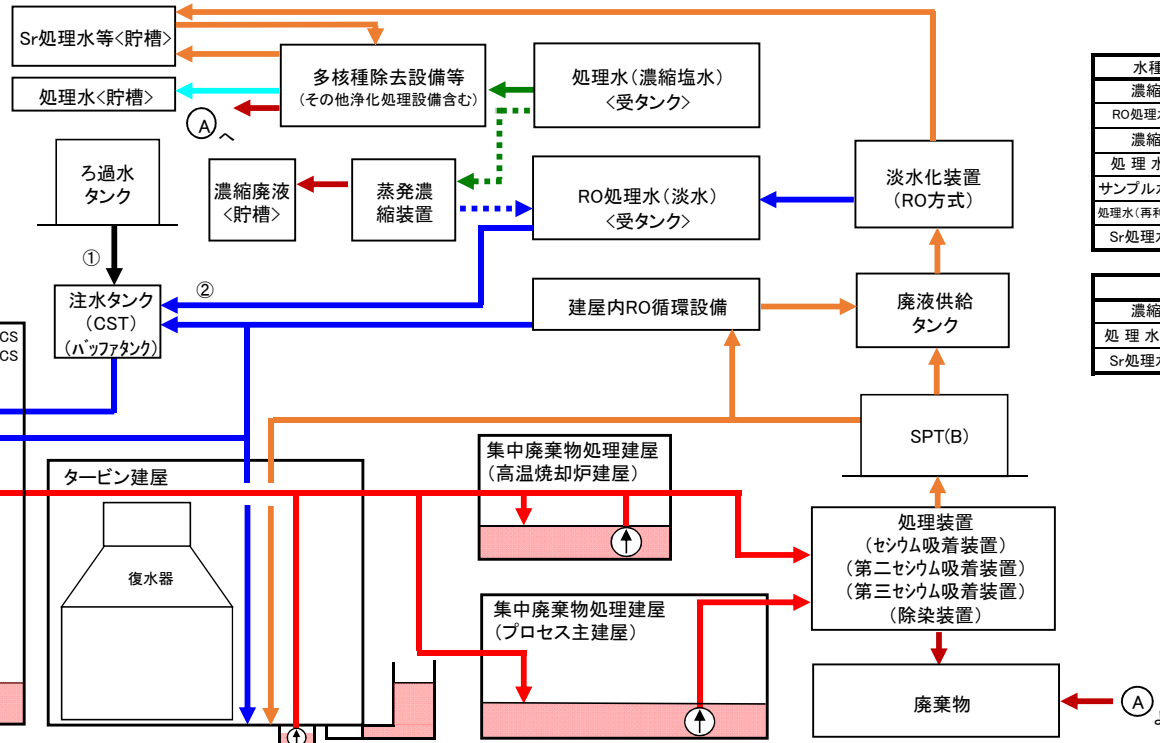 Sr処理水等<貯槽>
処理水<貯槽>
多核種除去設備等
(その他浄化処理設備含む)
A へ
処理水(濃縮塩水)
<受タンク>
ろ過水
タンク
濃縮廃液
<貯槽>
蒸発濃
縮装置
RO処理水(淡水)
<受タンク>
淡水化装置
(RO方式)
①
②
注水タンク
(CST)
(バッファタンク)
建屋内RO循環設備
廃液供給
タンク
CS
CS
SPT(B)
タービン建屋
復水器
集中廃棄物処理建屋
(高温焼却炉建屋)
集中廃棄物処理建屋
(プロセス主建屋)
処理装置
(セシウム吸着装置)
(第二セシウム吸着装置)
(第三セシウム吸着装置)
(除染装置)
廃棄物
A よ
水種
濃縮
RO処理水
濃縮
処理水
サンプル水
処理水(再利
Sr処理水
濃縮
処理水
Sr処理水